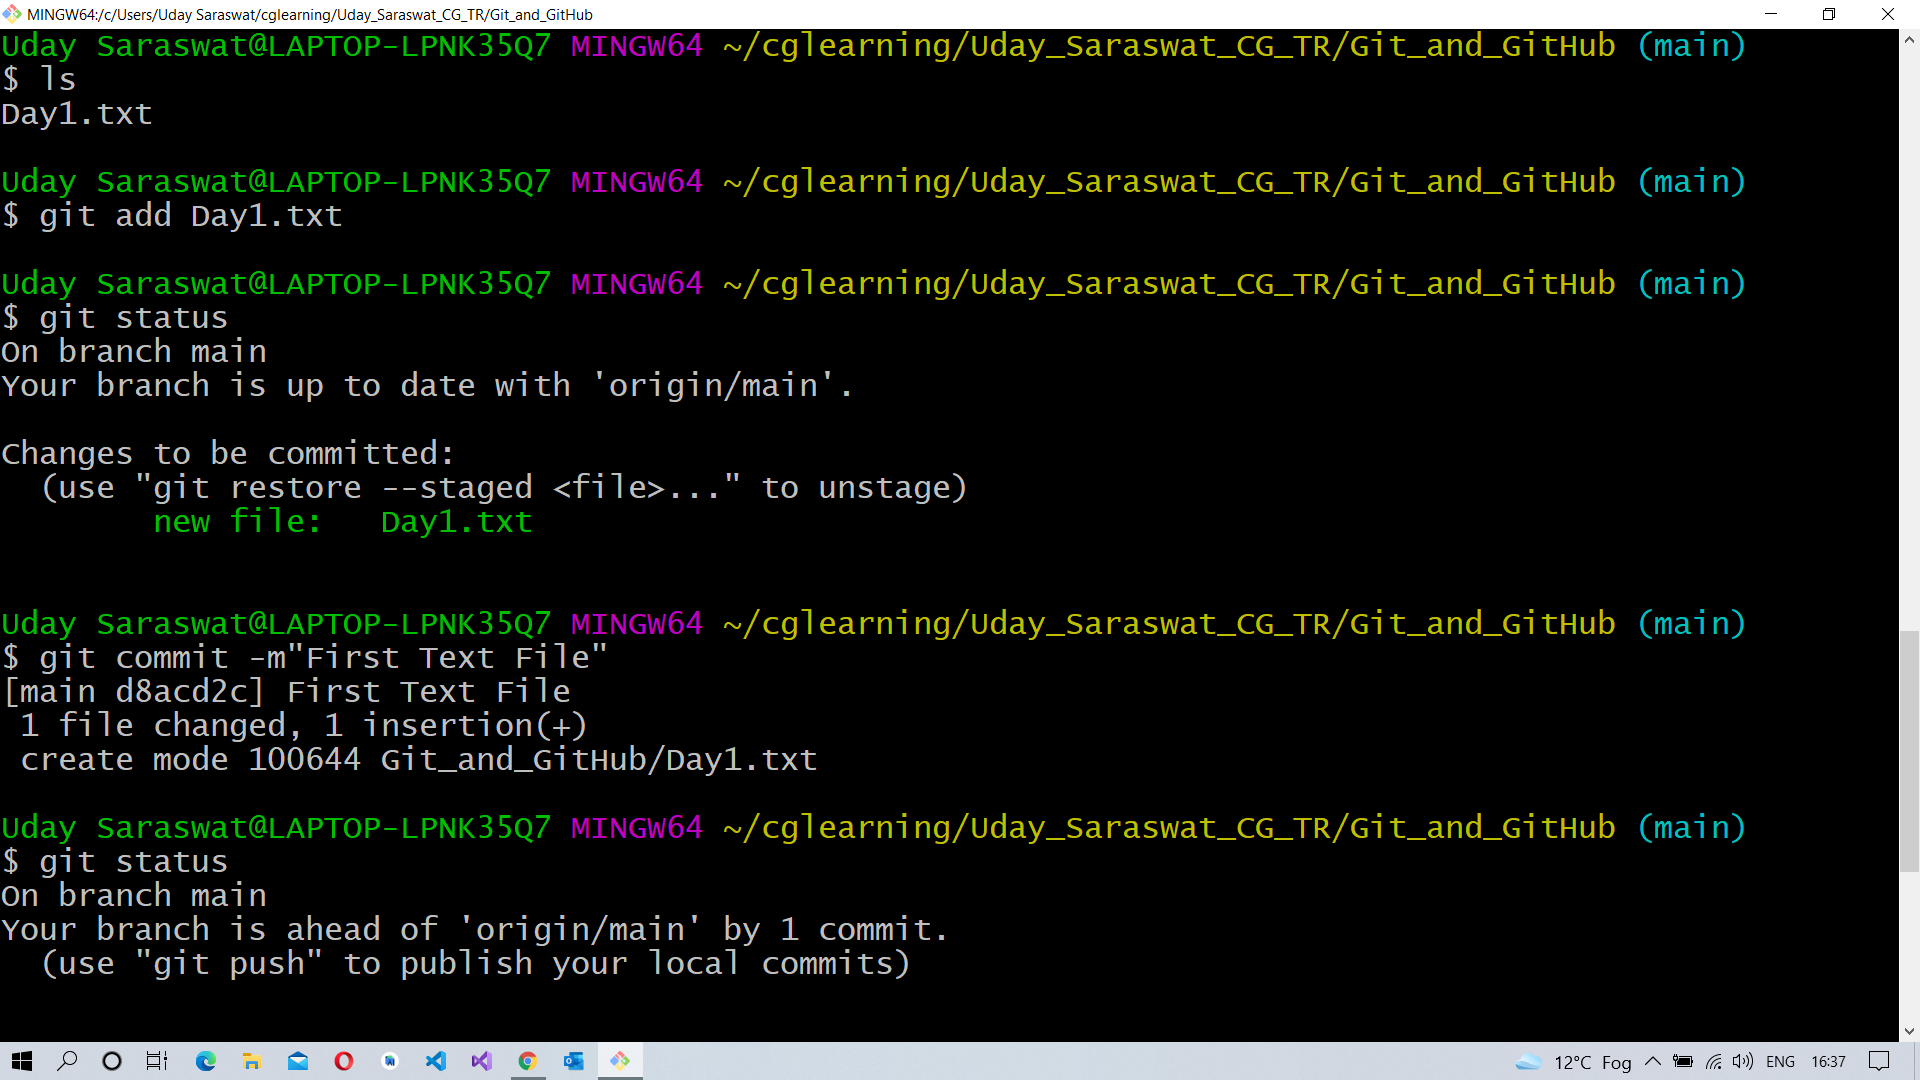 MINGW64:/c/Users/Uday Saraswat/cglearning/Uday_Saraswat_CG_TR/Git_and_GitHub
Uday Saraswat@LAPTOP-LPNK35Q7 MINGW64 ~/cglearning/Uday_Saraswat_CG_TR/Git_and_GitHub (main)
$ ls
Day1.txt
Uday Saraswat@LAPTOP-LPNK35Q7 MINGW64 ~/cglearning/Uday_Saraswat_CG_TR/Git_and_GitHub (main)
$ git add Day1.txt
Uday Saraswat@LAPTOP-LPNK35Q7 MINGW64 ~/cglearning/Uday_Saraswat_CG_TR/Git_and_GitHub (main)
$ git status
On branch main
Your branch is up to date with 'origin/main'.
Changes to be committed:
  (use "git restore --staged <file>..." to unstage)
        new file:   Day1.txt
Uday Saraswat@LAPTOP-LPNK35Q7 MINGW64 ~/cglearning/Uday_Saraswat_CG_TR/Git_and_GitHub (main)
$ git commit -m"First Text File"
[main d8acd2c] First Text File
 1 file changed, 1 insertion(+)
 create mode 100644 Git_and_GitHub/Day1.txt
Uday Saraswat@LAPTOP-LPNK35Q7 MINGW64 ~/cglearning/Uday_Saraswat_CG_TR/Git_and_GitHub (main)
$ git status
On branch main
Your branch is ahead of 'origin/main' by 1 commit.
  (use "git push" to publish your local commits)
12°C Fog ENG 16:37